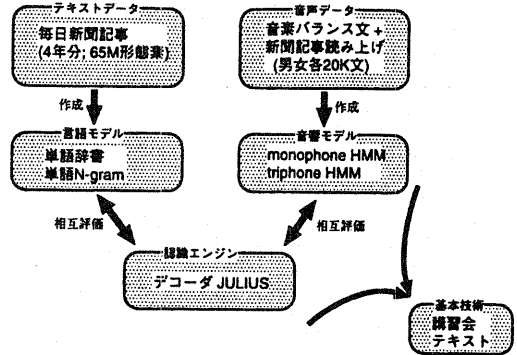 テキストデータ
毎日新聞記事
(4年分; 65M形態素)
音声データ
音素バランス文 +
新聞記事読み上げ
(男女各20K文)
作成
作成
言語モデル
単語辞書
単語N-gram
音響モデル
monophone HMM
triphone HMM
相互評価
相互評価
認識エンジン
デコーダ JULIUS
基本技術
講習会
テキスト